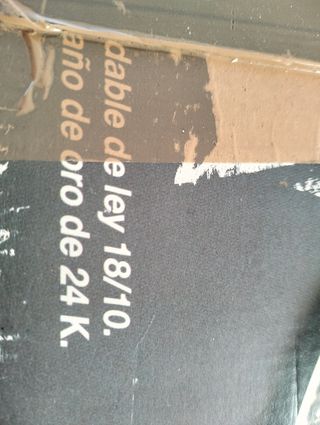 dable de ley 18/10.
año de oro de 24 K.